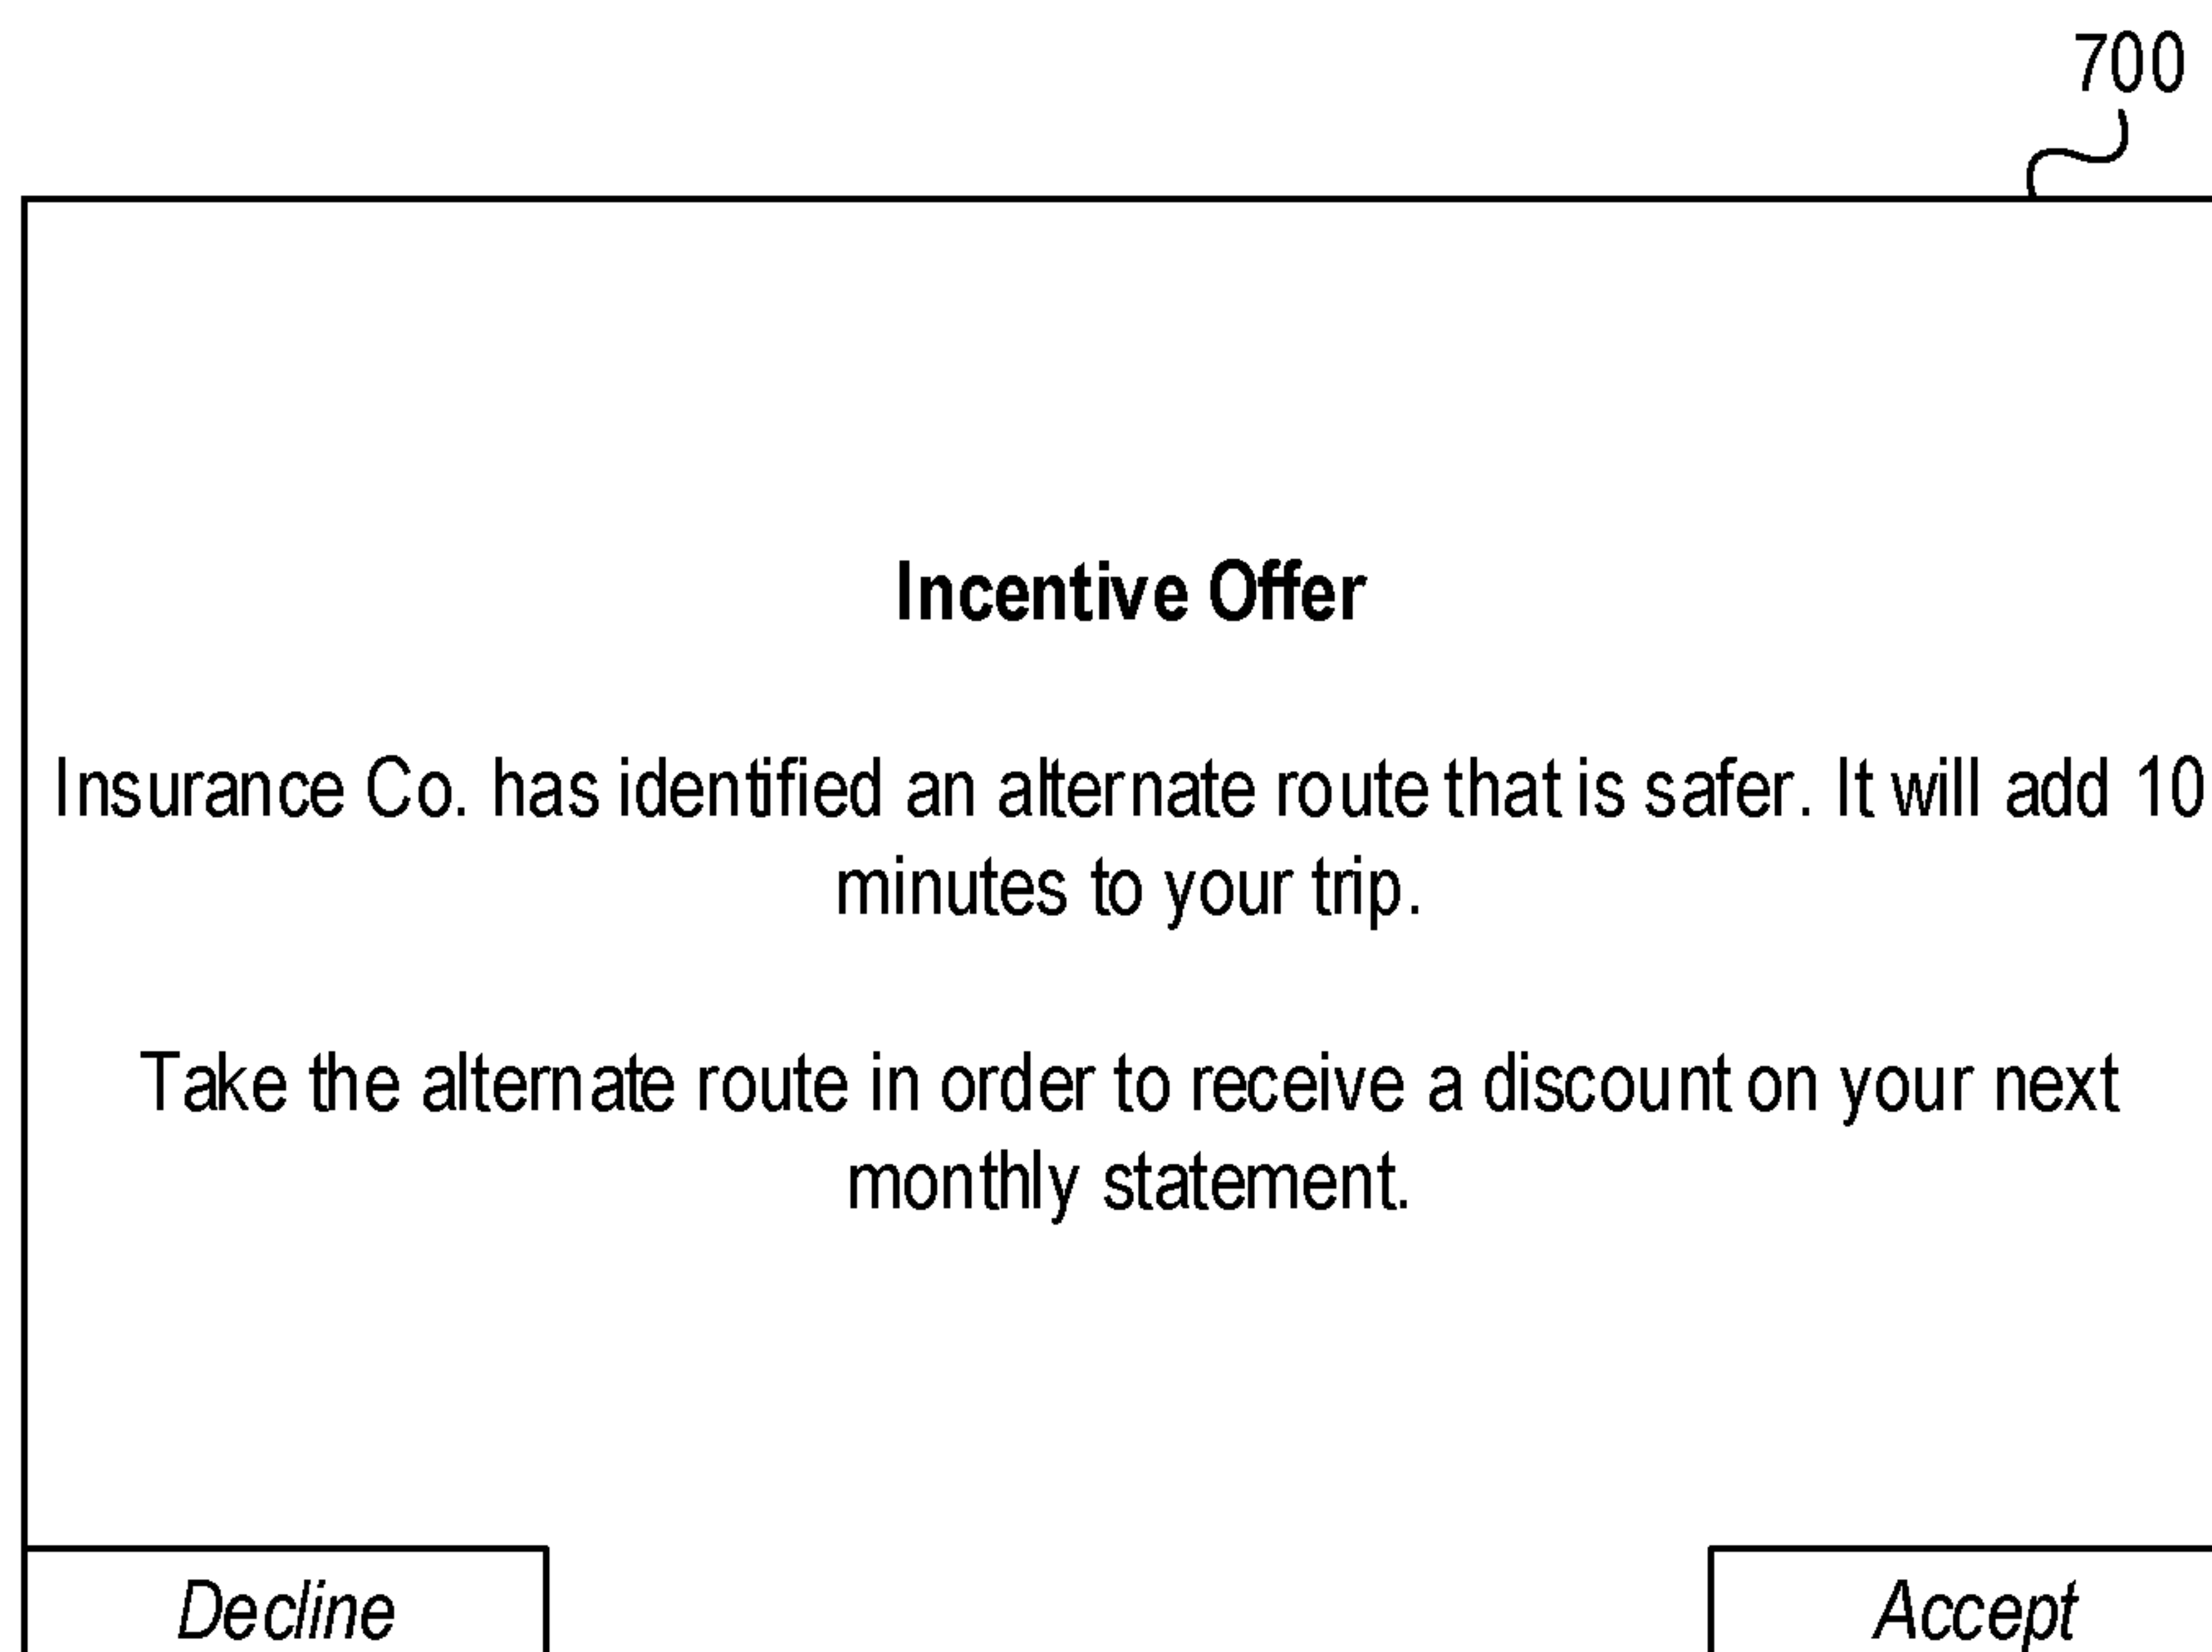 700
Incentive Offer
Insurance Co. has identified an alternate route that is safer. It will add 10
minutes to your trip.
Take the alternate route in order to receive a discount on your next
monthly statement.
Decline
Accept